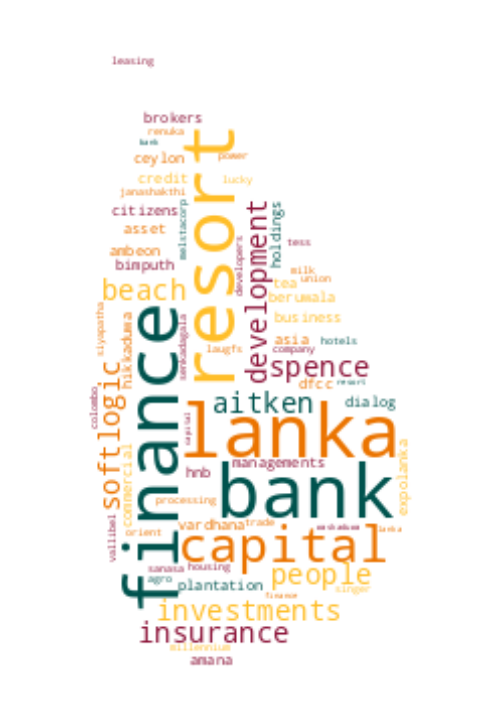 leasing
brokers
renuka
bank
resort
ceylon
power
credit
lucky
janashakthi
citizens
melstacorp
development
holdings
asset
tess
ambeon
developers
bimputh
milk
union
tea
beach
berumala
siyapatha
finance
hikkaduwa
senkadagala
business
asia
hotels
laugfs
company
spence
softlogic
dfcc
resort
colombo
capital
aitken
dialog
lanka
commercial
managements
expolanka
hnb
bank
processing
vallibel
vardhana
trade
waskaduwa
lanka
orient
capital
sanasa
housing
people
agro
plantation
singer
finance
investments
insurance
millennium
amana